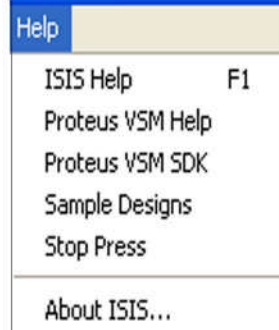 Help
ISIS Help F1
Proteus VSM Help
Proteus VSM SDK
Sample Designs
Stop Press
About ISIS...